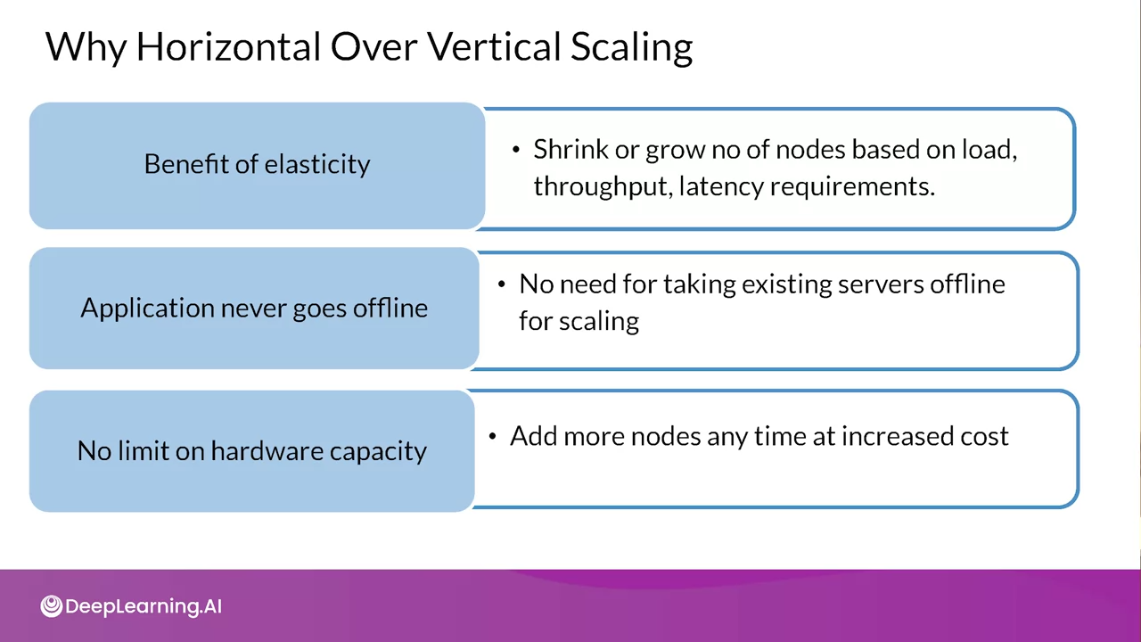 Why Horizontal Over Vertical Scaling
Benefit of elasticity
• Shrink or grow no of nodes based on load,
throughput, latency requirements.
Application never goes offline
• No need for taking existing servers offline
for scaling
No limit on hardware capacity
• Add more nodes any time at increased cost
DeepLearning.AI